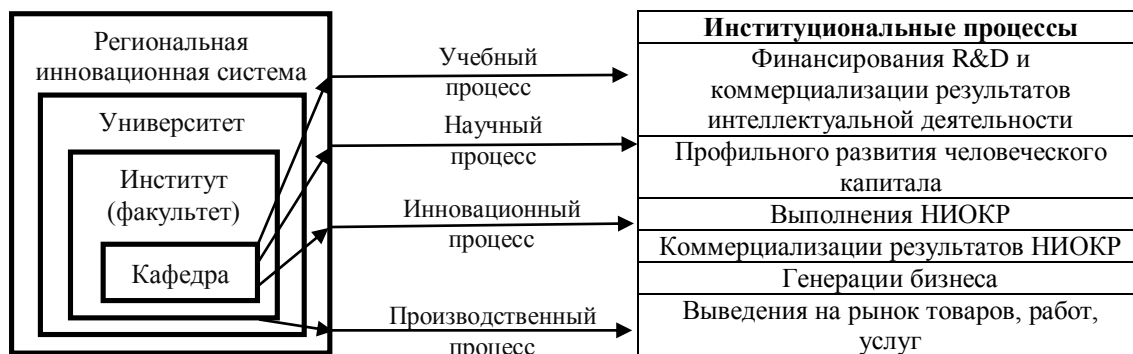 Региональная
инновационная система
Университет
Институт
(факультет)
Кафедра
Учебный
процесс
Научный
процесс
Инновационный
процесс
Производственный
процесс
Институциональные процессы
Финансирования R&D и
коммерциализации результатов
интеллектуальной деятельности
Профильного развития человеческого
капитала
Выполнения НИОКР
Коммерциализации результатов НИОКР
Генерации бизнеса
Выведения на рынок товаров, работ,
услуг